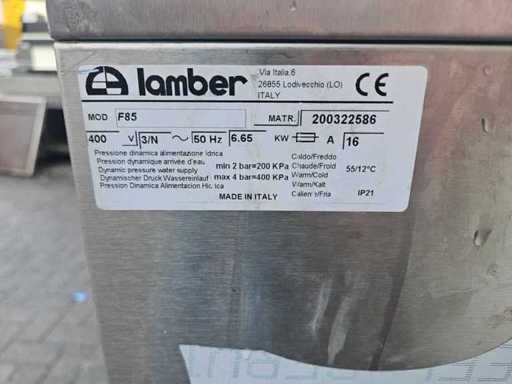 lamber
Via Italia,6
26855 Lodivecchio (LO)
ITALY
CE
MOD F85 MATR. 200322586
400 V 3/N ~ 50 Hz 6.65 KW A 16
Pressione dinamica alimentazione idrica
Pression dynamique arrivée d'eau
Dynamic pressure water supply
Dynamischer Druck Wassereinlauf
Pression Dinamica Alimentacion
min 2 bar=200 KPa
max 4 bar=400 KPa
Caldo/Freddo
Chaude/Froid
Warm/Cold
Warm/Kalt
Caliente/Fria
55/12°C
IP21
MADE IN ITALY